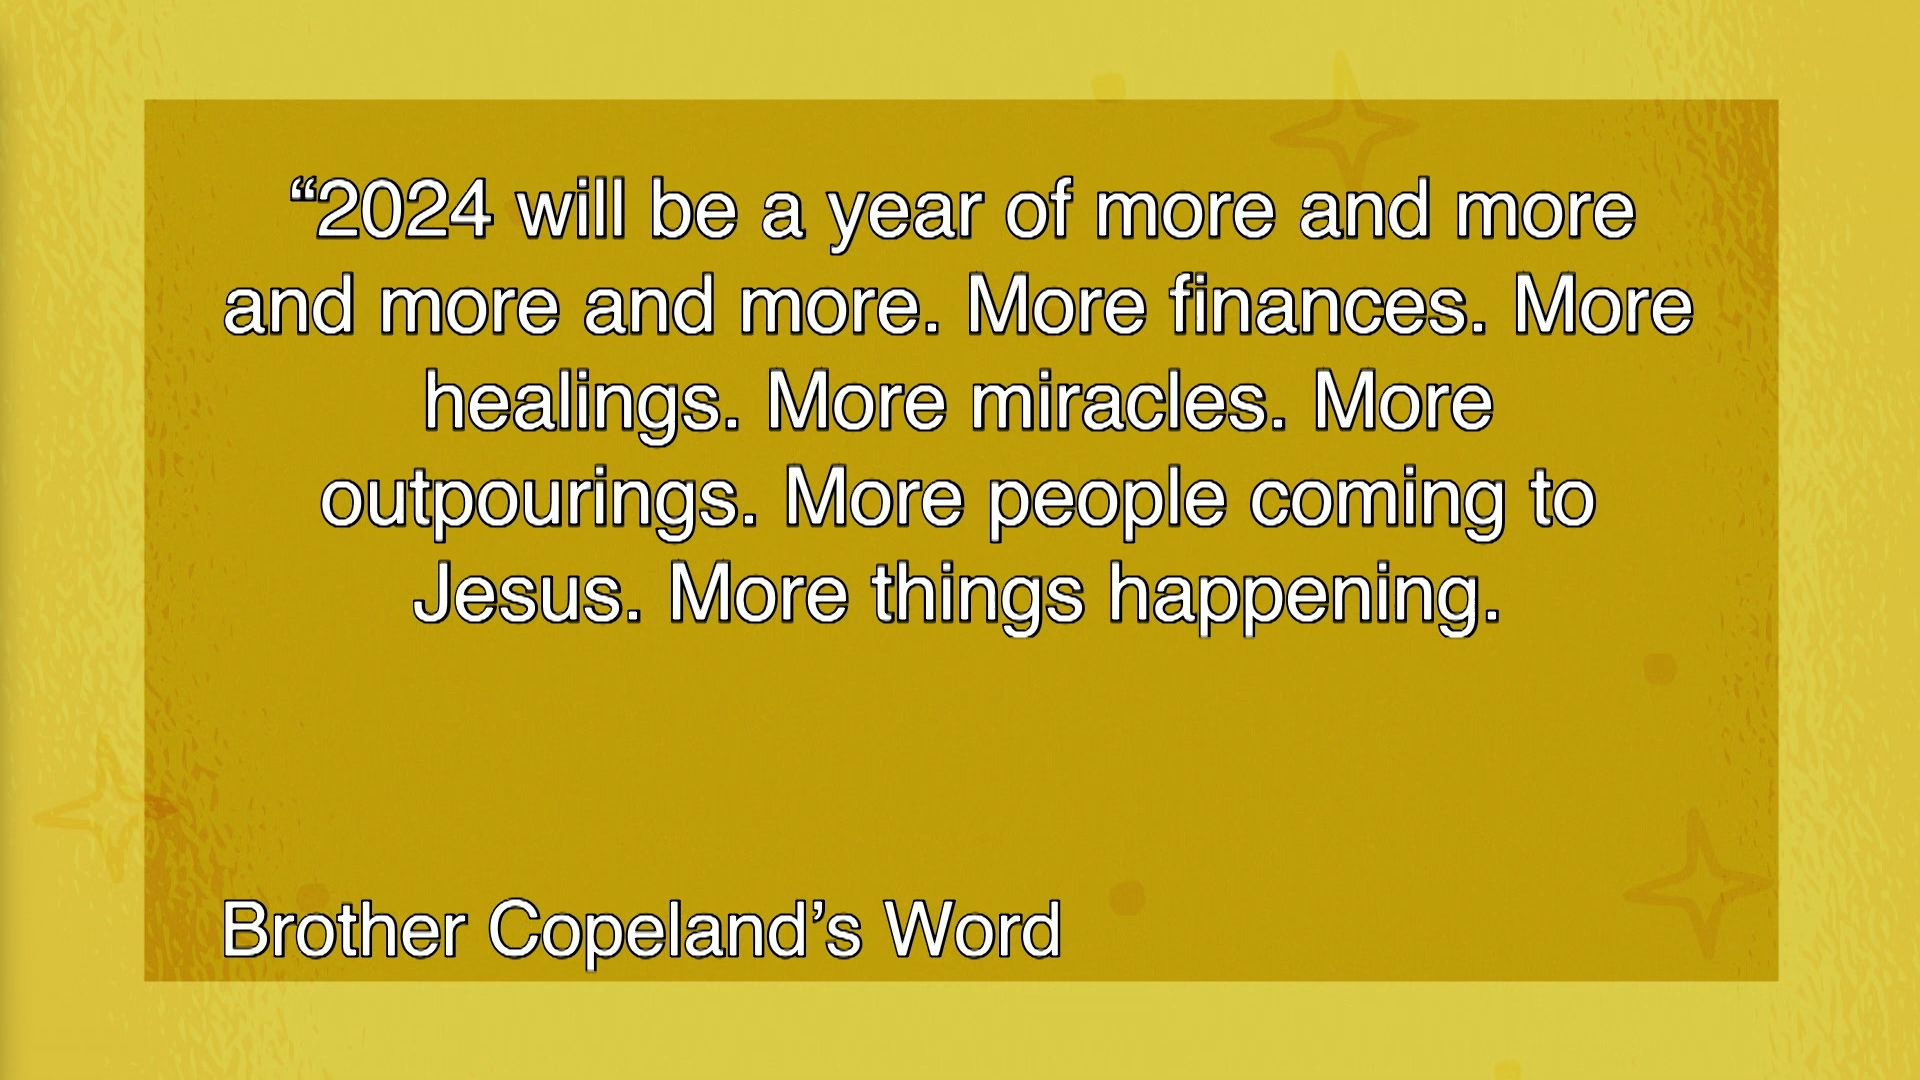 “2024 will be a year of more and more
and more and more. More finances. More
healings. More miracles. More
outpourings. More people coming to
Jesus. More things happening.
Brother Copeland’s Word